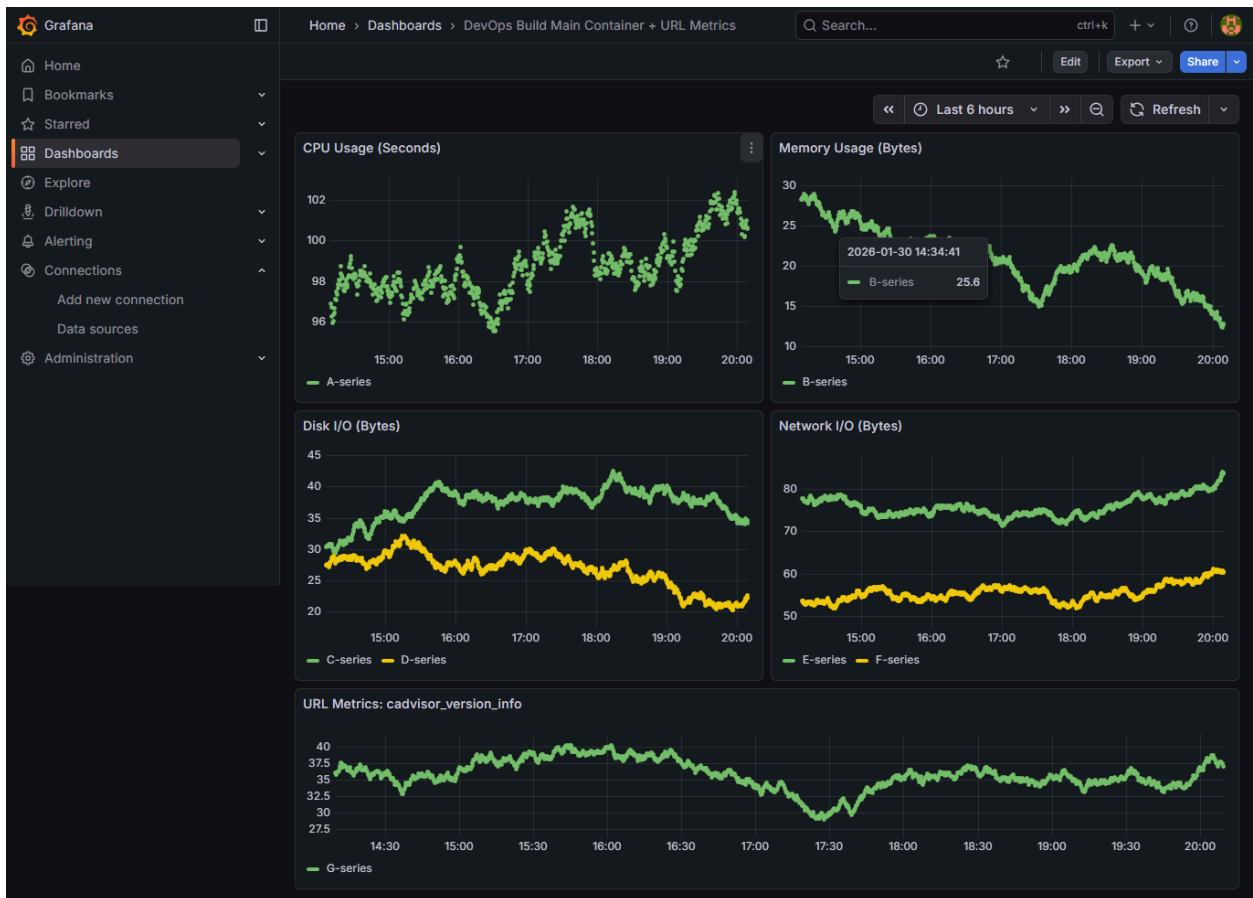 Grafana
Home › Dashboards › DevOps Build Main Container + URL Metrics
Search...
ctrl+k
Home
Bookmarks
Starred
Dashboards
Explore
Drilldown
Alerting
Connections
Add new connection
Data sources
Administration
Edit
Export
Share
Last 6 hours
Refresh
CPU Usage (Seconds)
102
100
98
96
15:00 16:00 17:00 18:00 19:00 20:00
A-series
Memory Usage (Bytes)
30
25
20
15
10
2026-01-30 14:34:41
B-series 25.6
15:00 16:00 17:00 18:00 19:00 20:00
B-series
Disk I/O (Bytes)
45
40
35
30
25
20
15:00 16:00 17:00 18:00 19:00 20:00
C-series D-series
Network I/O (Bytes)
80
70
60
50
15:00 16:00 17:00 18:00 19:00 20:00
E-series F-series
URL Metrics: cadvisor_version_info
40
37.5
35
32.5
30
27.5
14:30 15:00 15:30 16:00 16:30 17:00 17:30 18:00 18:30 19:00 19:30 20:00
G-series